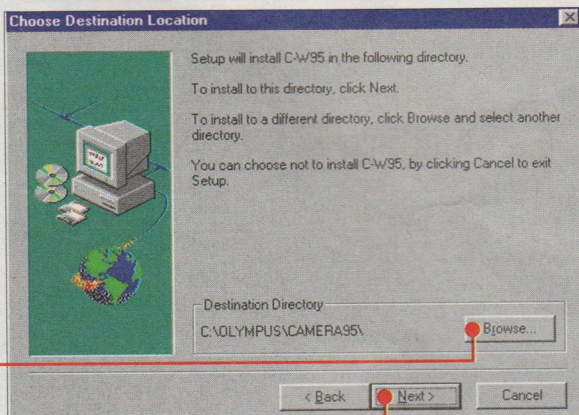 Choose Destination Location
Setup will install C-W95 in the following directory.
To install to this directory, click Next.
To install to a different directory, click Browse and select another
directory.
You can choose not to install C-W95, by clicking Cancel to exit
Setup.
Destination Directory
C:\OLYMPUS\CAMERA95\
Browse...
< Back
Next >
Cancel